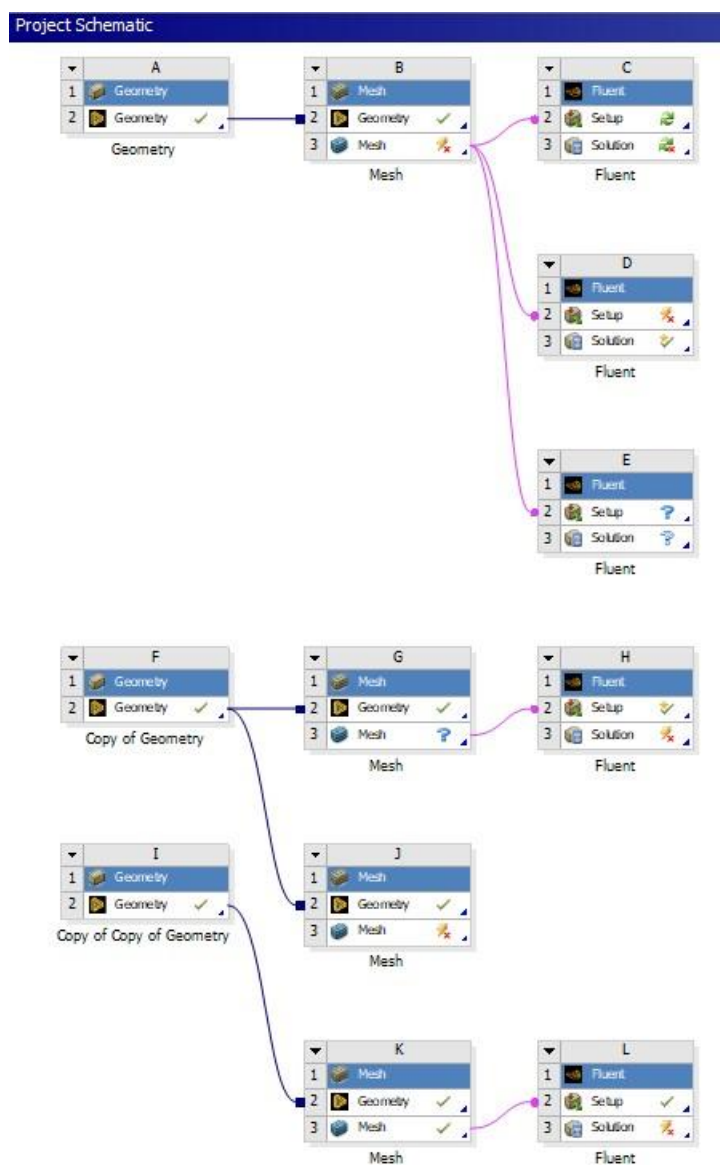 Project Schematic
A
1 Geometry
2 Geometry
Geometry
B
1 Mesh
2 Geometry
3 Mesh
Mesh
C
1 Fluent
2 Setup
3 Solution
Fluent
D
1 Fluent
2 Setup
3 Solution
Fluent
E
1 Fluent
2 Setup ?
3 Solution ?
Fluent
F
1 Geometry
2 Geometry
Copy of Geometry
G
1 Mesh
2 Geometry
3 Mesh ?
Mesh
H
1 Fluent
2 Setup
3 Solution
Fluent
I
1 Geometry
2 Geometry
Copy of Copy of Geometry
J
1 Mesh
2 Geometry
3 Mesh
Mesh
K
1 Mesh
2 Geometry
3 Mesh
Mesh
L
1 Fluent
2 Setup
3 Solution
Fluent